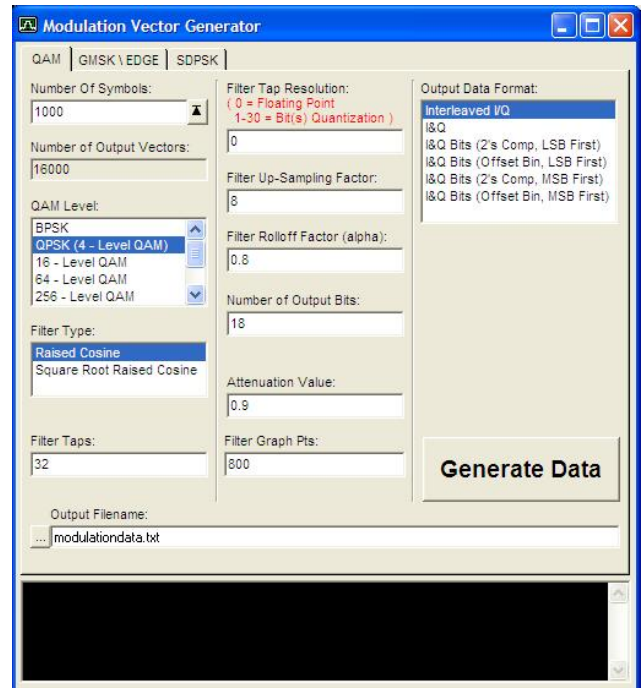 Modulation Vector Generator
QAM
GMSK \ EDGE
SDPSK
Number Of Symbols:
1000
Number of Output Vectors:
16000
QAM Level:
BPSK
QPSK (4 - Level QAM)
16 - Level QAM
64 - Level QAM
256 - Level QAM
Filter Type:
Raised Cosine
Square Root Raised Cosine
Filter Taps:
32
Filter Tap Resolution:
( 0 = Floating Point
1-30 = Bit(s) Quantization )
0
Filter Up-Sampling Factor:
8
Filter Rolloff Factor (alpha):
0.8
Number of Output Bits:
18
Attenuation Value:
0.9
Filter Graph Pts:
800
Output Data Format:
Interleaved I/Q
I&Q
I&Q Bits (2's Comp, LSB First)
I&Q Bits (Offset Bin, LSB First)
I&Q Bits (2's Comp, MSB First)
I&Q Bits (Offset Bin, MSB First)
Generate Data
Output Filename:
... modulationdata.txt